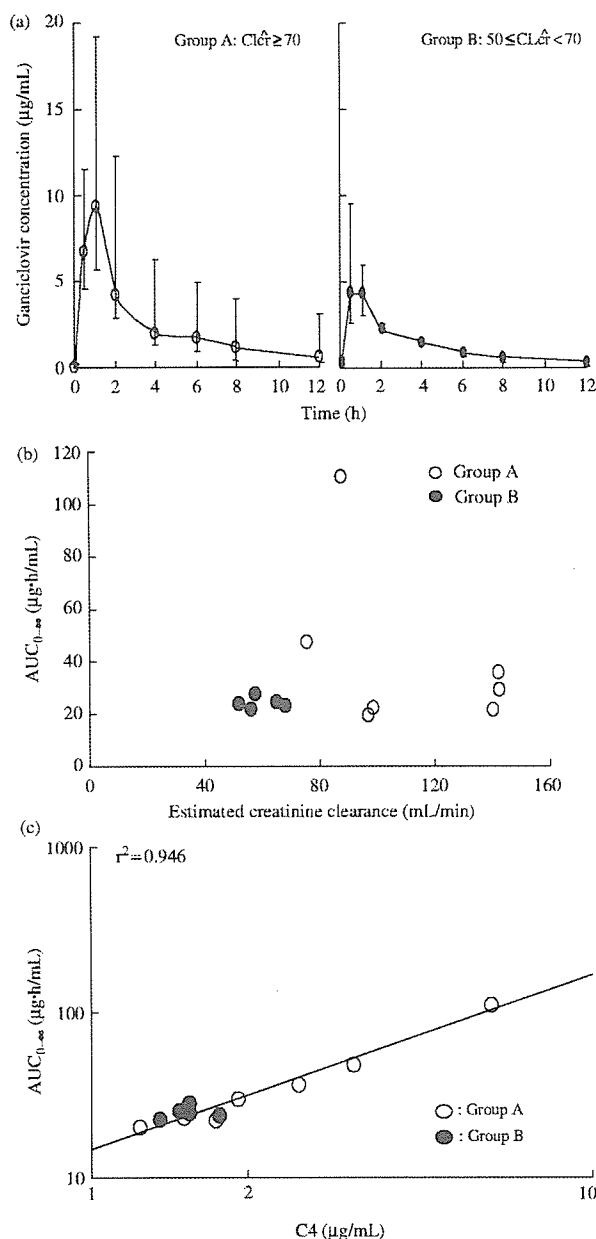 (a)
Group A: Clcr̂≥70
Group B: 50≤CLcr̂<70
Ganciclovir concentration (μg/mL)
20
15
10
5
0
0 2 4 6 8 10 12
0 2 4 6 8 10 12
Time (h)
(b)
120
100
80
60
40
20
0
AUC0–∞ (μg·h/mL)
Group A
Group B
0 40 80 120 160
Estimated creatinine clearance (mL/min)
(c)
1000
100
10
r²=0.946
AUC0–∞ (μg·h/mL)
: Group A
: Group B
1 2 10
C4 (μg/mL)